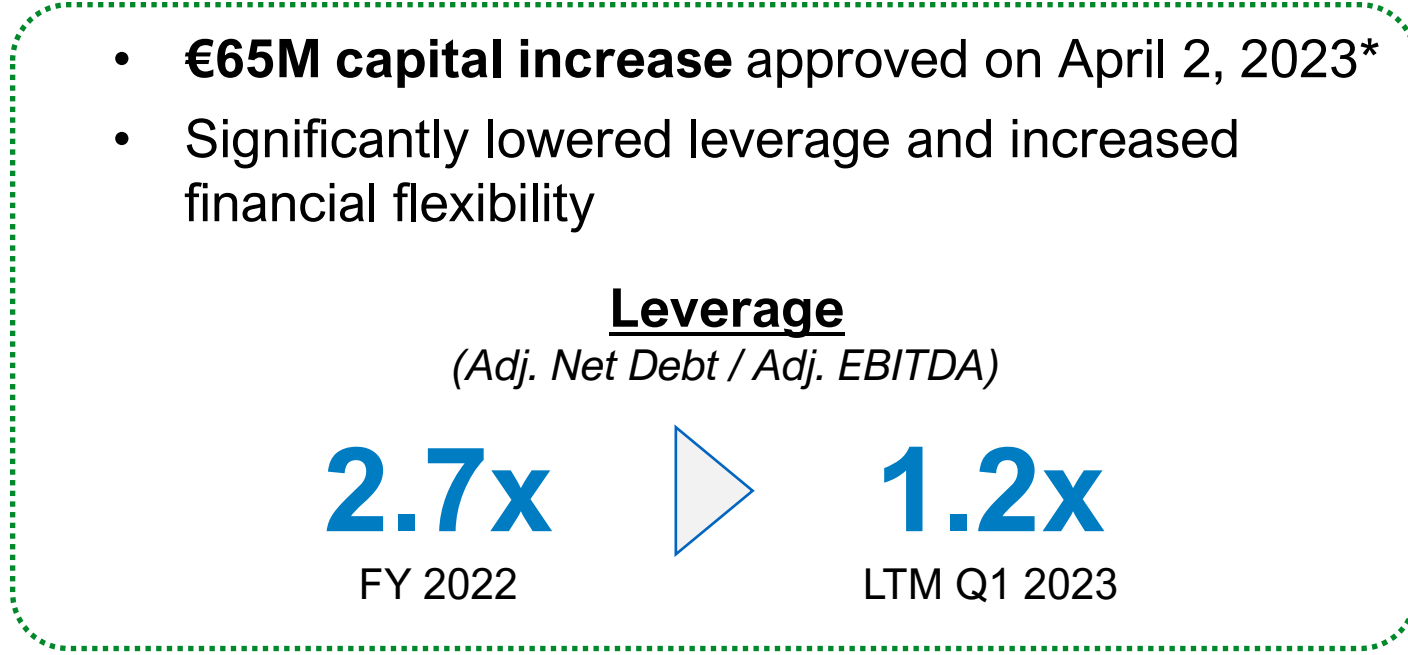 • €65M capital increase approved on April 2, 2023*
• Significantly lowered leverage and increased
financial flexibility
Leverage
(Adj. Net Debt / Adj. EBITDA)
2.7x 1.2x
FY 2022 LTM Q1 2023